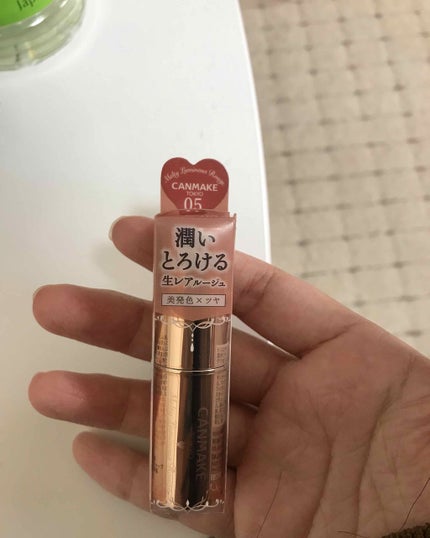 Japa
Melty Luminous Rouge
CANMAKE
TOKYO
05
潤い
とろける
生レアルージュ
美発色×ツヤ
CANMAKE